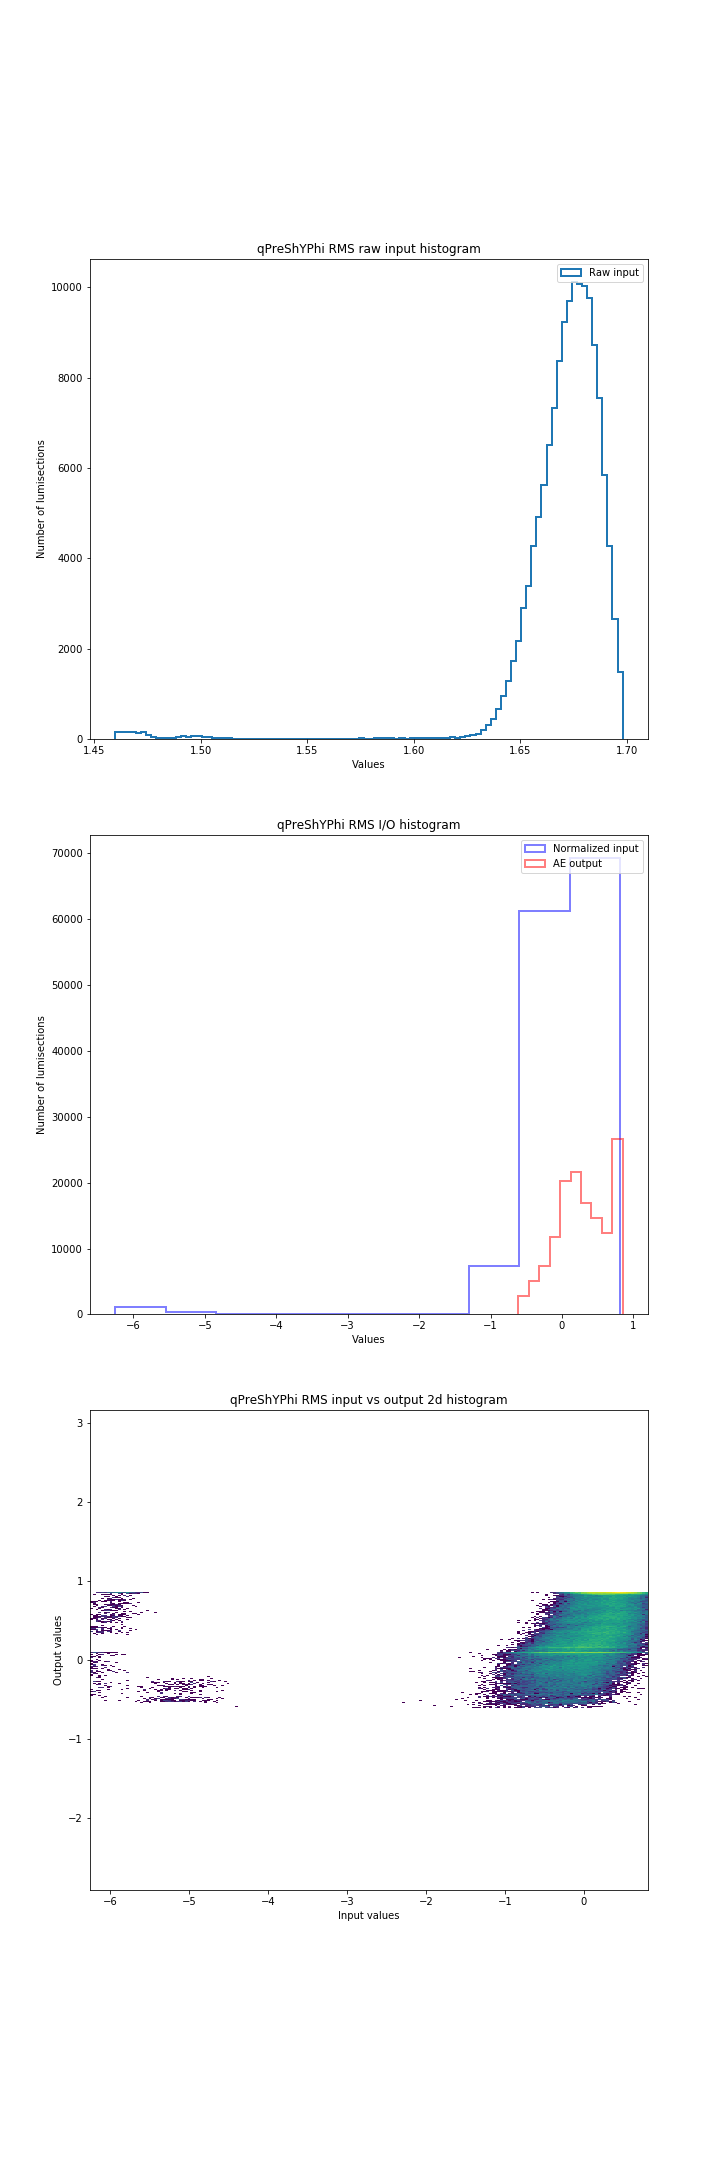 qPreShYPhi RMS raw input histogram
Raw input
10000
8000
6000
4000
2000
0
Number of lumisections
1.45 1.50 1.55 1.60 1.65 1.70
Values
qPreShYPhi RMS I/O histogram
Normalized input
AE output
70000
60000
50000
40000
30000
20000
10000
0
Number of lumisections
−6 −5 −4 −3 −2 −1 0 1
Values
qPreShYPhi RMS input vs output 2d histogram
3
2
1
0
−1
−2
Output values
−6 −5 −4 −3 −2 −1 0
Input values